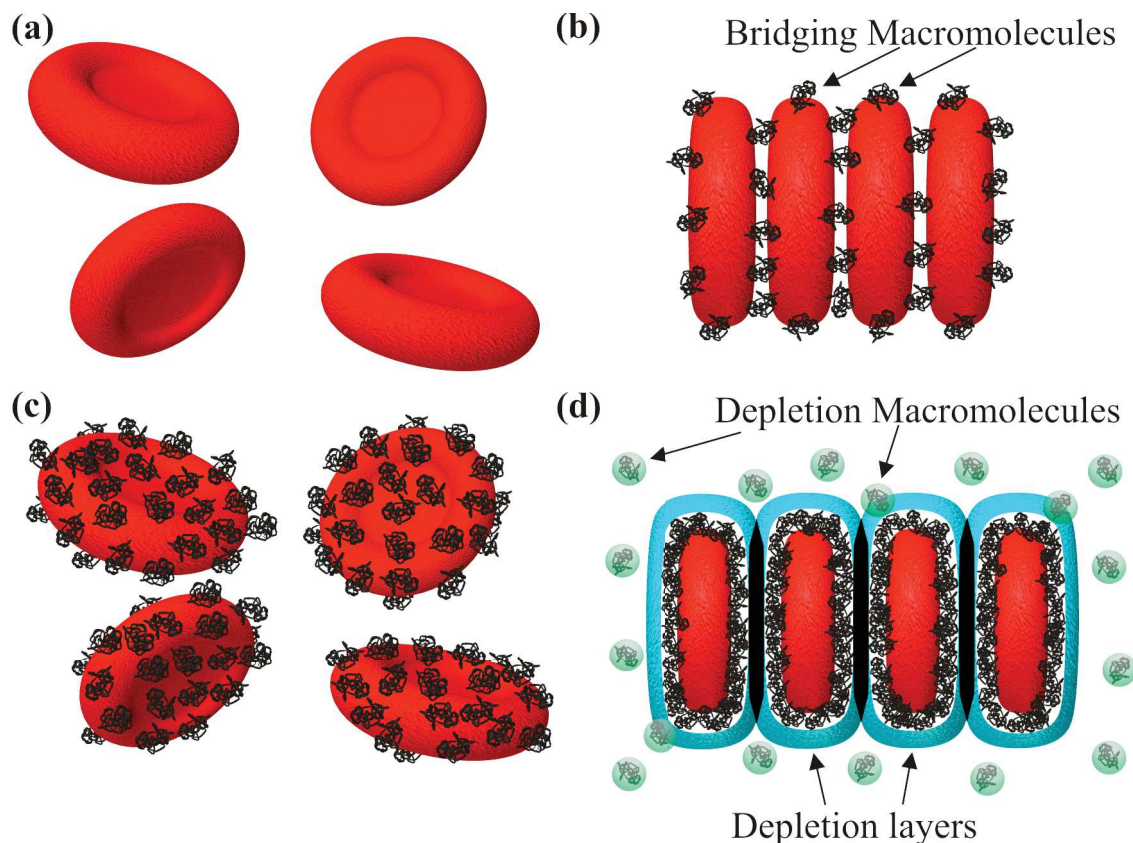 (a)
(b)
Bridging Macromolecules
(c)
(d)
Depletion Macromolecules
Depletion layers